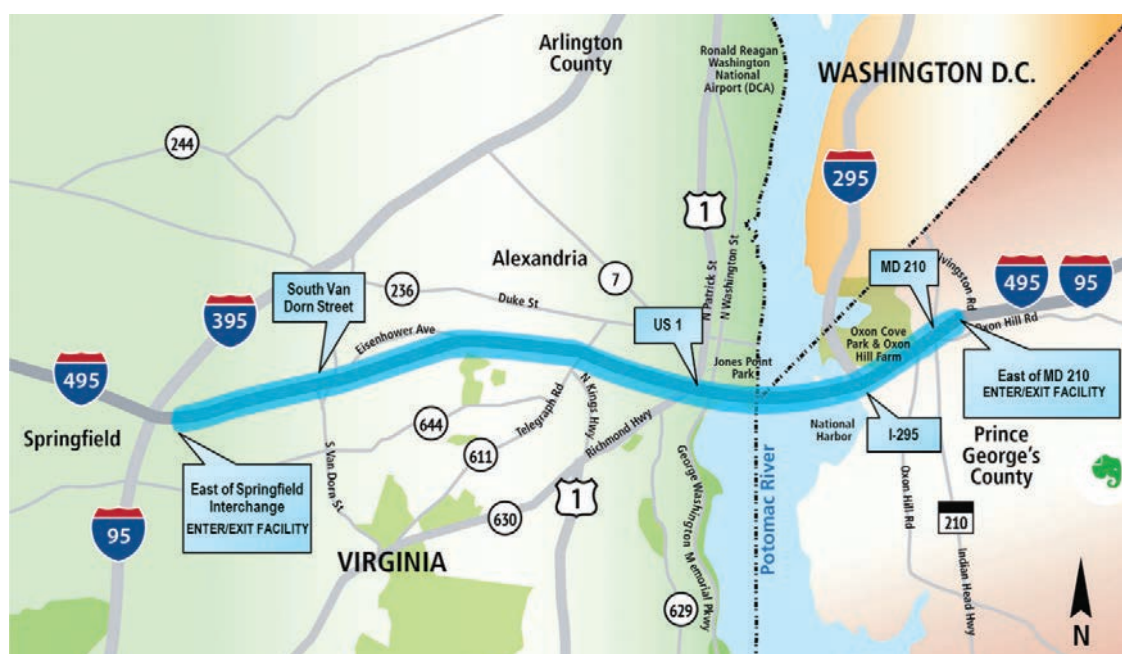 Arlington
County
Ronald Reagan
Washington
National
Airport (DCA)
WASHINGTON D.C.
244
295
1
N Patrick St
N Washington St
MD 210
Livingston Rd
495
95
South Van
Dorn Street
236
Alexandria
7
Duke St
395
US 1
Eisenhower Ave
Oxon Cove
Park & Oxon
Hill Farm
Oxon Hill Rd
Jones Point
Park
495
Springfield
East of MD 210
ENTER/EXIT FACILITY
N Kings Hwy
Telegraph Rd
Richmond Hwy
644
National
Harbor
I-295
Prince
George's
County
S Van Dorn St
611
East of Springfield
Interchange
ENTER/EXIT FACILITY
George Washington Memorial Pkwy
Potomac River
Oxon Hill Rd
1
630
95
210
VIRGINIA
Indian Head Hwy
629
N